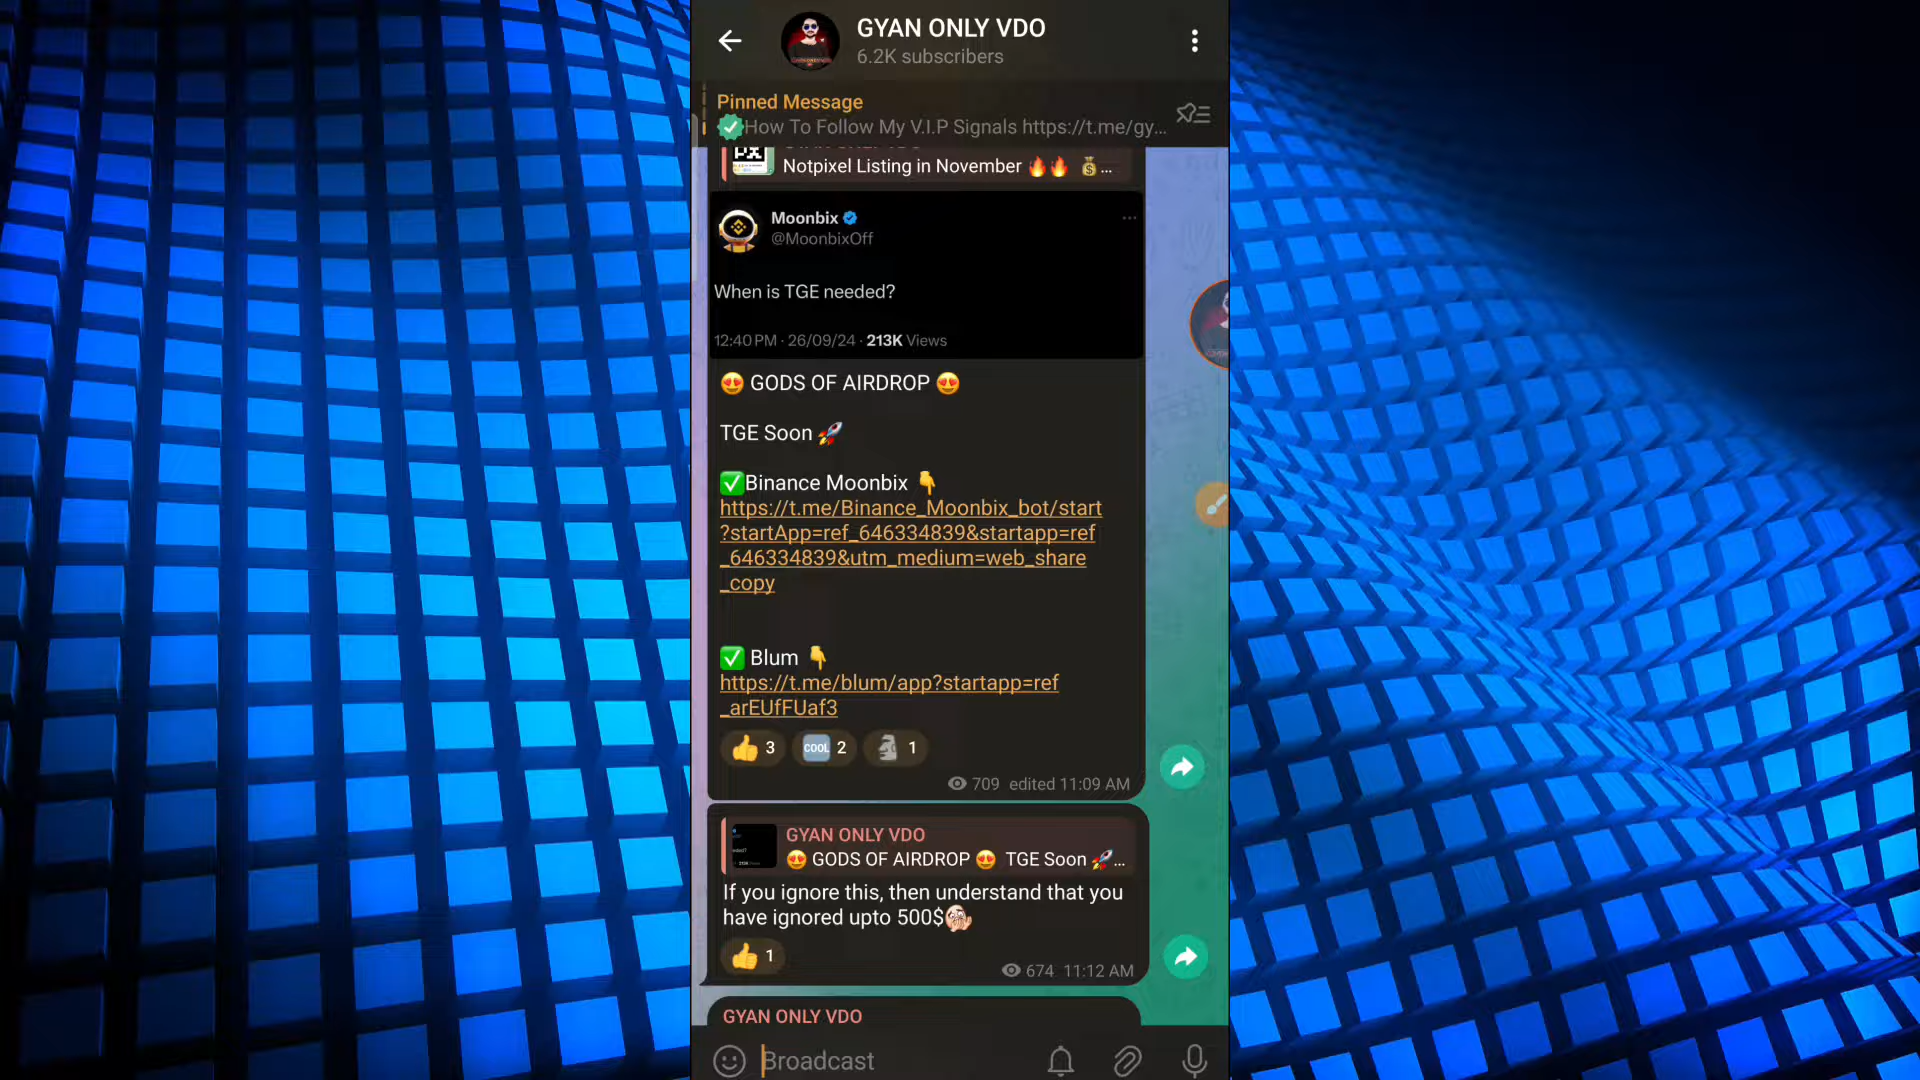 GYAN ONLY VDO
6.2K subscribers
Pinned Message
✅How To Follow My V.I.P Signals https://t.me/gy...
Notpixel Listing in November 🔥🔥 💰...
Moonbix
@MoonbixOff
When is TGE needed?
12:40 PM · 26/09/24 · 213K Views
😍 GODS OF AIRDROP 😍
TGE Soon 🚀
✅Binance Moonbix 👇
https://t.me/Binance_Moonbix_bot/start
?startApp=ref_646334839&startapp=ref
_646334839&utm_medium=web_share
_copy
✅ Blum 👇
https://t.me/blum/app?startapp=ref
_arEUfFUaf3
👍 3 COOL 2 🗿 1
709 edited 11:09 AM
GYAN ONLY VDO
😍 GODS OF AIRDROP 😍 TGE Soon 🚀...
If you ignore this, then understand that you
have ignored upto 500$
👍 1
674 11:12 AM
GYAN ONLY VDO
Broadcast